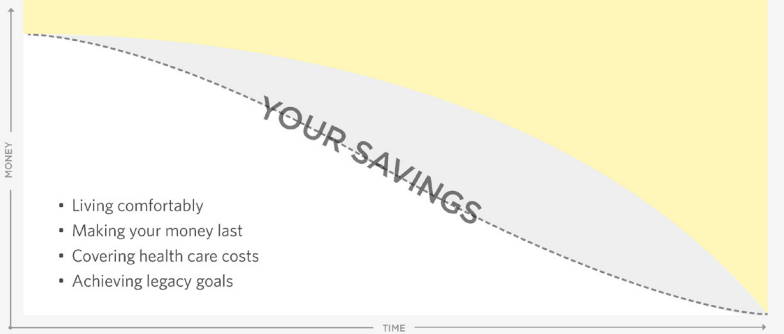 YOUR SAVINGS
MONEY
• Living comfortably
• Making your money last
• Covering health care costs
• Achieving legacy goals
TIME